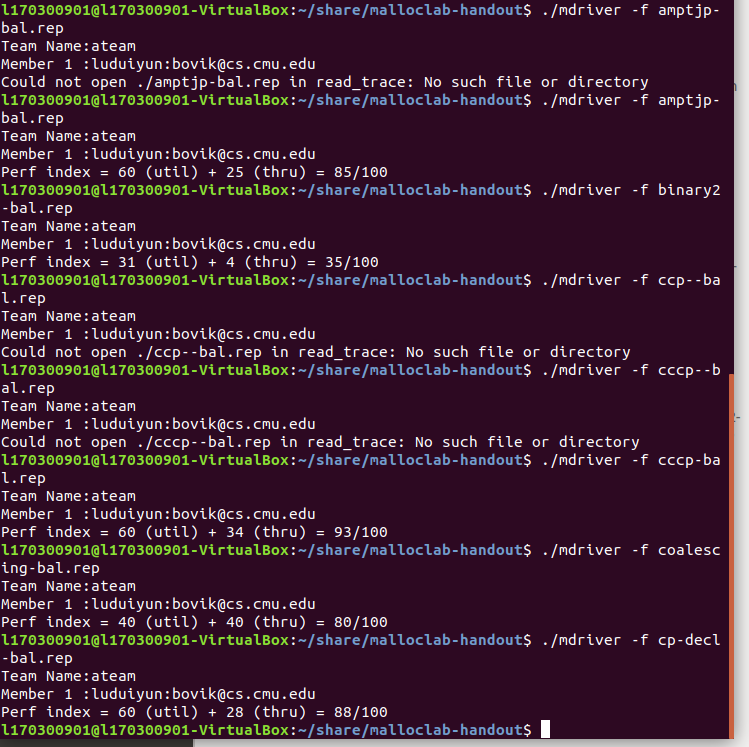 l170300901@l170300901-VirtualBox:~/share/malloclab-handout$ ./mdriver -f amptjp-
bal.rep
Team Name:ateam
Member 1 :luduiyun:bovik@cs.cmu.edu
Could not open ./amptjp-bal.rep in read_trace: No such file or directory
l170300901@l170300901-VirtualBox:~/share/malloclab-handout$ ./mdriver -f amptjp-
bal.rep
Team Name:ateam
Member 1 :luduiyun:bovik@cs.cmu.edu
Perf index = 60 (util) + 25 (thru) = 85/100
l170300901@l170300901-VirtualBox:~/share/malloclab-handout$ ./mdriver -f binary2
-bal.rep
Team Name:ateam
Member 1 :luduiyun:bovik@cs.cmu.edu
Perf index = 31 (util) + 4 (thru) = 35/100
l170300901@l170300901-VirtualBox:~/share/malloclab-handout$ ./mdriver -f ccp--ba
l.rep
Team Name:ateam
Member 1 :luduiyun:bovik@cs.cmu.edu
Could not open ./ccp--bal.rep in read_trace: No such file or directory
l170300901@l170300901-VirtualBox:~/share/malloclab-handout$ ./mdriver -f cccp--b
al.rep
Team Name:ateam
Member 1 :luduiyun:bovik@cs.cmu.edu
Could not open ./cccp--bal.rep in read_trace: No such file or directory
l170300901@l170300901-VirtualBox:~/share/malloclab-handout$ ./mdriver -f cccp-ba
l.rep
Team Name:ateam
Member 1 :luduiyun:bovik@cs.cmu.edu
Perf index = 60 (util) + 34 (thru) = 93/100
l170300901@l170300901-VirtualBox:~/share/malloclab-handout$ ./mdriver -f coalesc
ing-bal.rep
Team Name:ateam
Member 1 :luduiyun:bovik@cs.cmu.edu
Perf index = 40 (util) + 40 (thru) = 80/100
l170300901@l170300901-VirtualBox:~/share/malloclab-handout$ ./mdriver -f cp-decl
-bal.rep
Team Name:ateam
Member 1 :luduiyun:bovik@cs.cmu.edu
Perf index = 60 (util) + 28 (thru) = 88/100
l170300901@l170300901-VirtualBox:~/share/malloclab-handout$